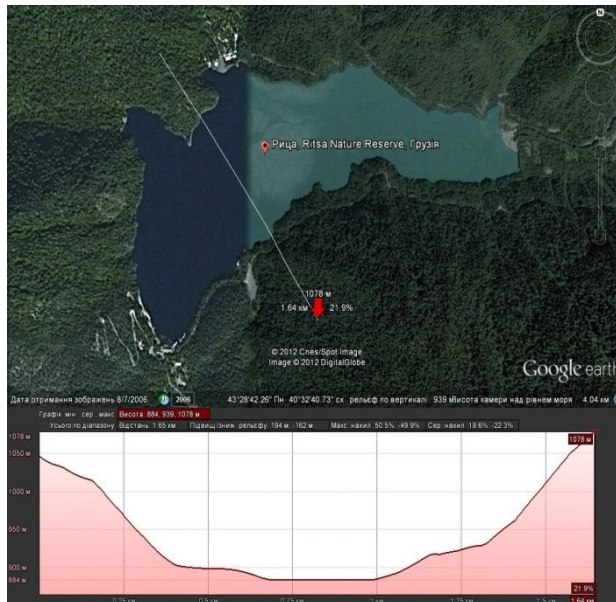 N
Рица, Ritsa Nature Reserve, Грузія
1078 м
1.64 км 21.9%
© 2012 Cnes/Spot Image
Image © 2012 DigitalGlobe
Google earth
Дата отримання зображень 8/7/2006 2006 43°28'42.26" Пн 40°32'40.73" сх рельєф по вертикалі 939 м Висота камери над рівнем моря 4.04 км
Графік мін. сер. макс Висота: 884, 939, 1078 м
Усього по діапазону: Відстань: 1.65 км Підвищ/зниж. рельєфу 194 м, -162 м Макс. нахил: 50.5%, -49.9% Сер. нахил: 19.6%, -22.3%
1078 м
1078 м
1050 м
1000 м
950 м
900 м
884 м
21.9%
0.25 км 0.5 км 0.75 км 1 км 1.25 км 1.5 км 1.64 км